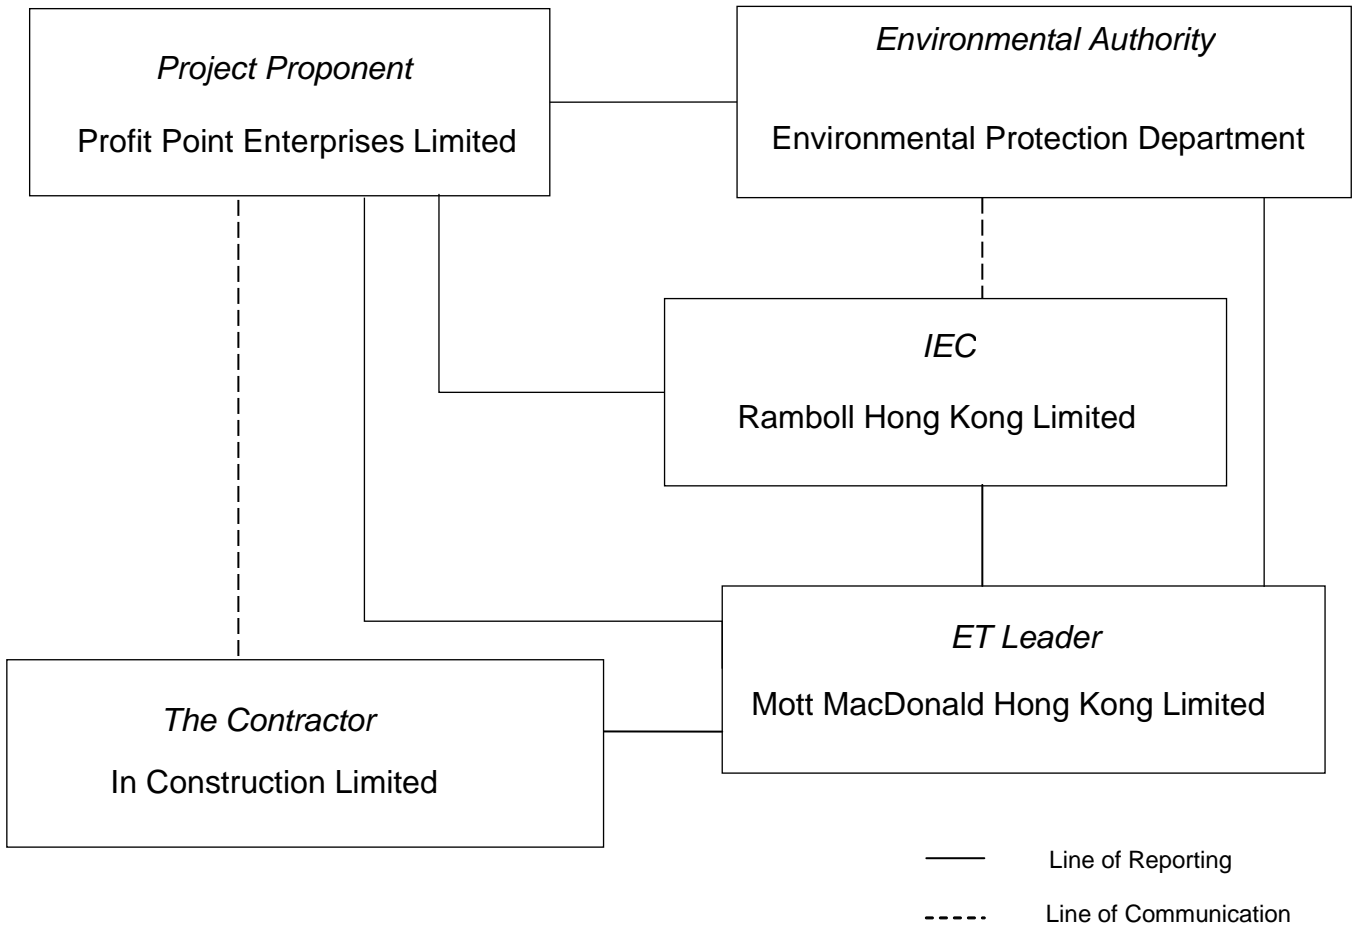 Project Proponent
Profit Point Enterprises Limited
Environmental Authority
Environmental Protection Department
IEC
Ramboll Hong Kong Limited
ET Leader
Mott MacDonald Hong Kong Limited
The Contractor
In Construction Limited
Line of Reporting
Line of Communication